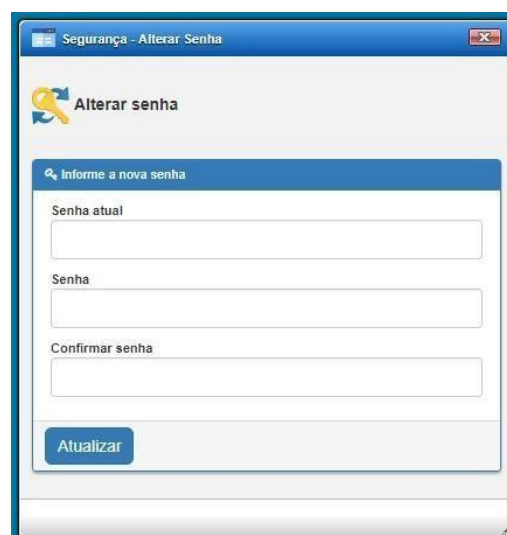 Segurança - Alterar Senha
Alterar senha
Informe a nova senha
Senha atual
Senha
Confirmar senha
Atualizar